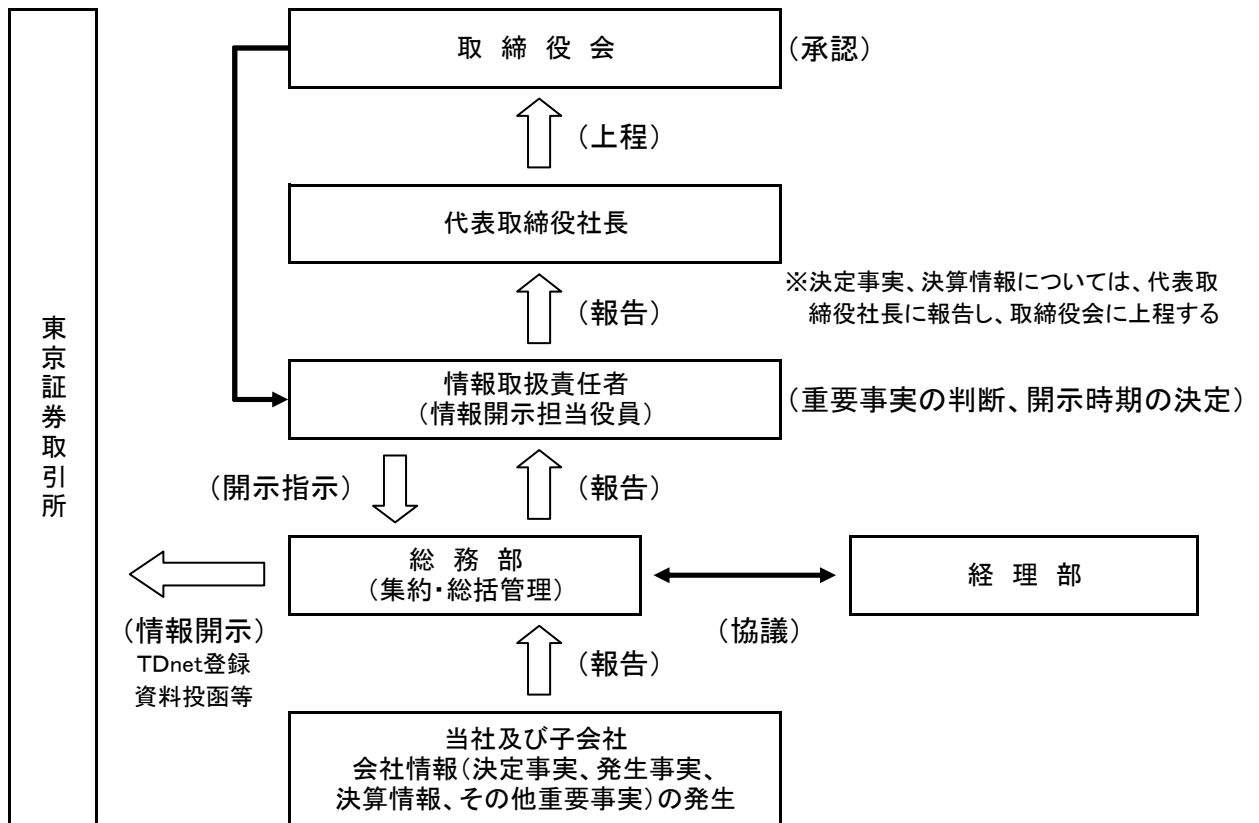 取 締 役 会
（承認）
（上程）
代表取締役社長
※決定事実、決算情報については、代表取
締役社長に報告し、取締役会に上程する
（報告）
情報取扱責任者
（情報開示担当役員）
（重要事実の判断、開示時期の決定）
（開示指示）
（報告）
東京証券取引所
総 務 部
（集約・総括管理）
経 理 部
（協議）
（情報開示）
TDnet登録
資料投函等
（報告）
当社及び子会社
会社情報（決定事実、発生事実、
決算情報、その他重要事実）の発生